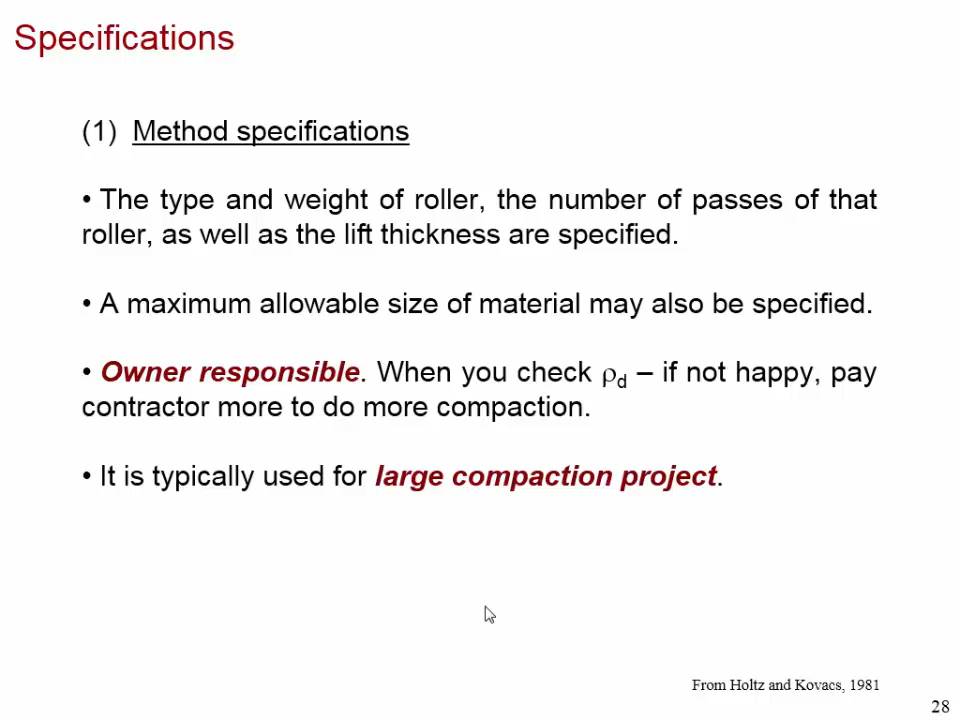 Specifications
(1) Method specifications
• The type and weight of roller, the number of passes of that
roller, as well as the lift thickness are specified.
• A maximum allowable size of material may also be specified.
• Owner responsible. When you check ρd – if not happy, pay
contractor more to do more compaction.
• It is typically used for large compaction project.
From Holtz and Kovacs, 1981
28